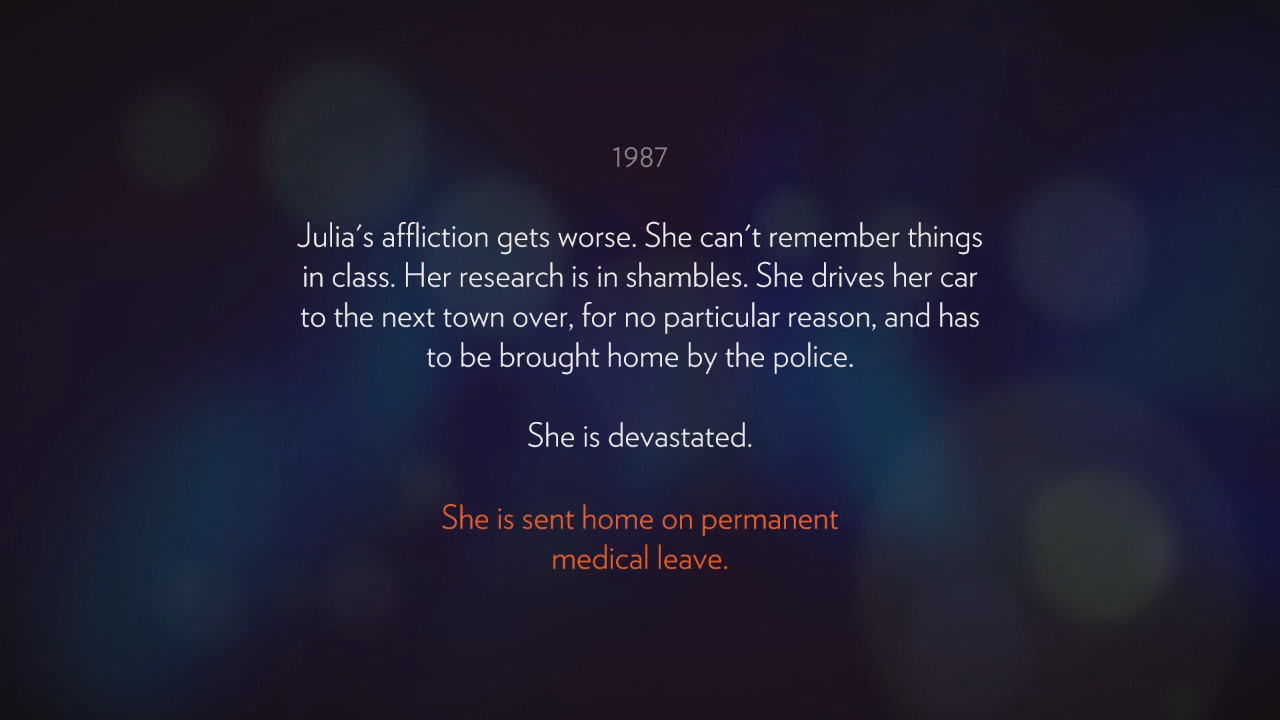 1987
Julia's affliction gets worse. She can't remember things
in class. Her research is in shambles. She drives her car
to the next town over, for no particular reason, and has
to be brought home by the police.
She is devastated.
She is sent home on permanent
medical leave.